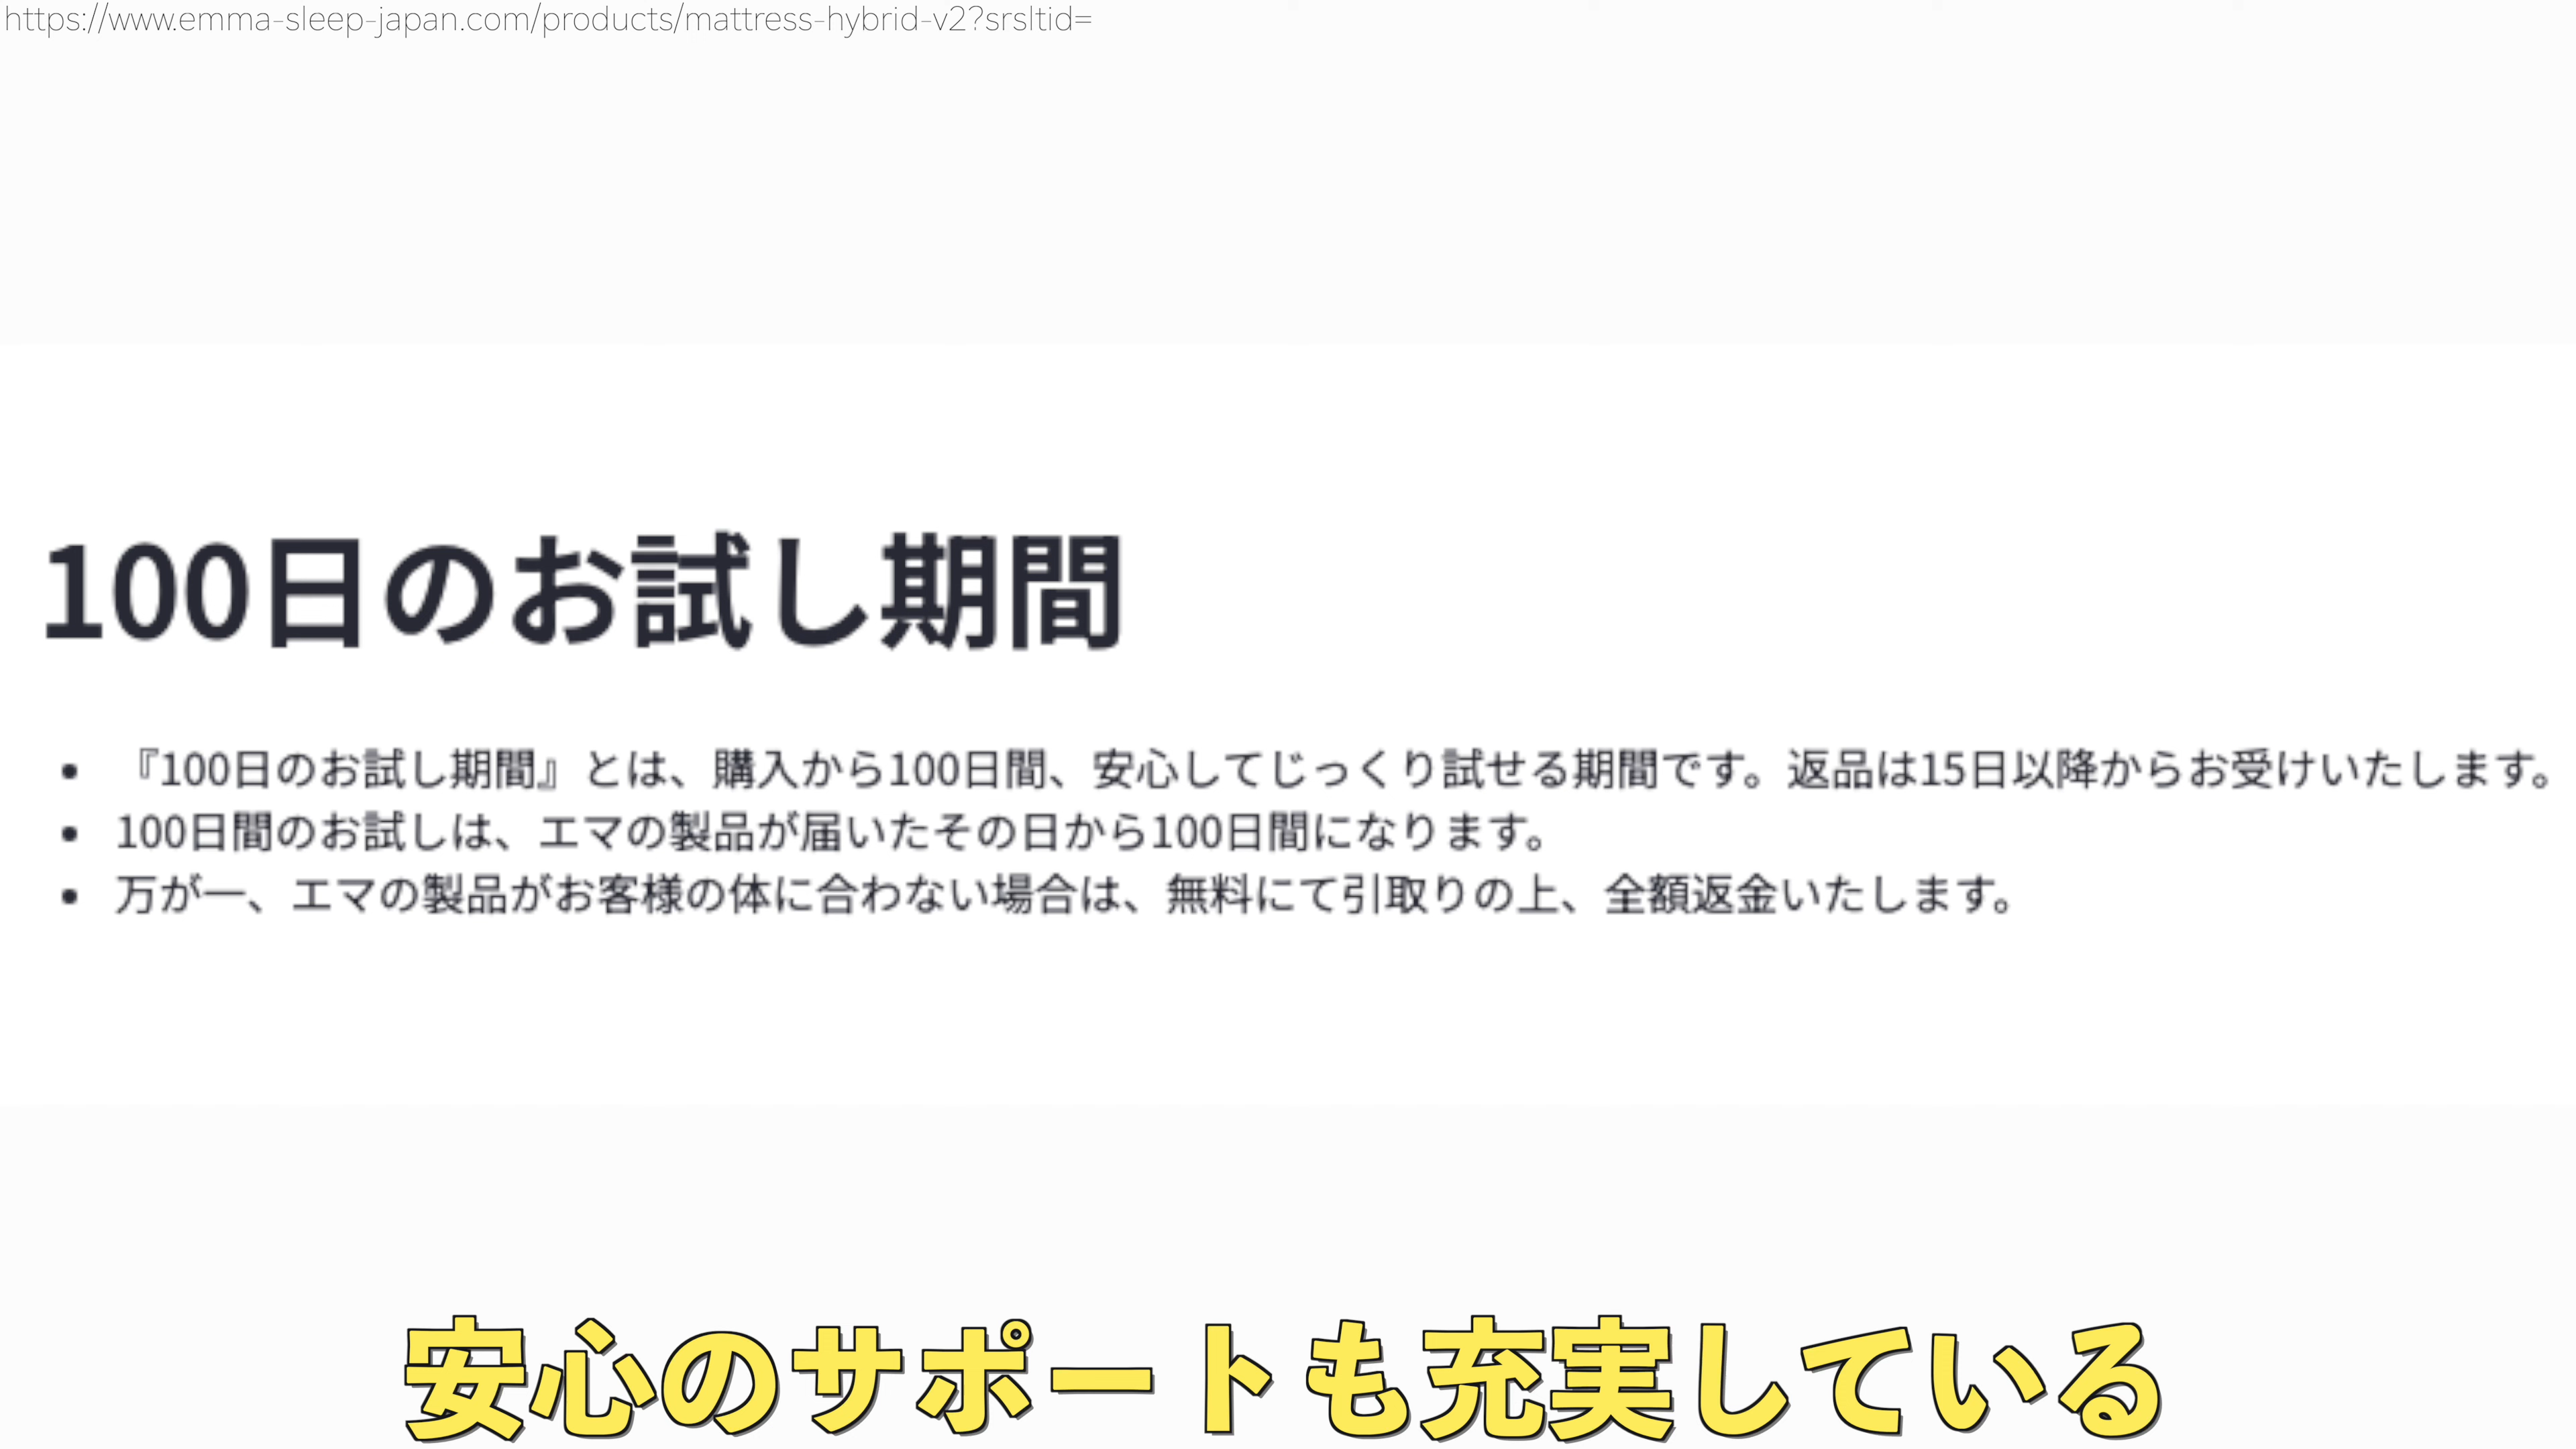 https://www.emma-sleep-japan.com/products/mattress-hybrid-v2?srsltid=
100日のお試し期間
• 『100日のお試し期間』とは、購入から100日間、安心してじっくり試せる期間です。返品は15日以降からお受けいたします。
• 100日間のお試しは、エマの製品が届いたその日から100日間になります。
• 万が一、エマの製品がお客様の体に合わない場合は、無料にて引取りの上、全額返金いたします。
安心のサポートも充実している